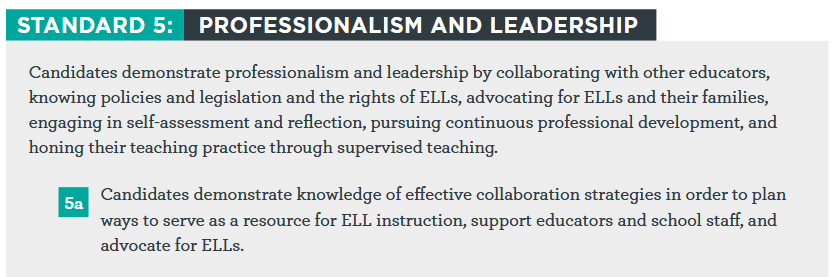 STANDARD 5: PROFESSIONALISM AND LEADERSHIP
Candidates demonstrate professionalism and leadership by collaborating with other educators,
knowing policies and legislation and the rights of ELLs, advocating for ELLs and their families,
engaging in self-assessment and reflection, pursuing continuous professional development, and
honing their teaching practice through supervised teaching.
5a Candidates demonstrate knowledge of effective collaboration strategies in order to plan
ways to serve as a resource for ELL instruction, support educators and school staff, and
advocate for ELLs.